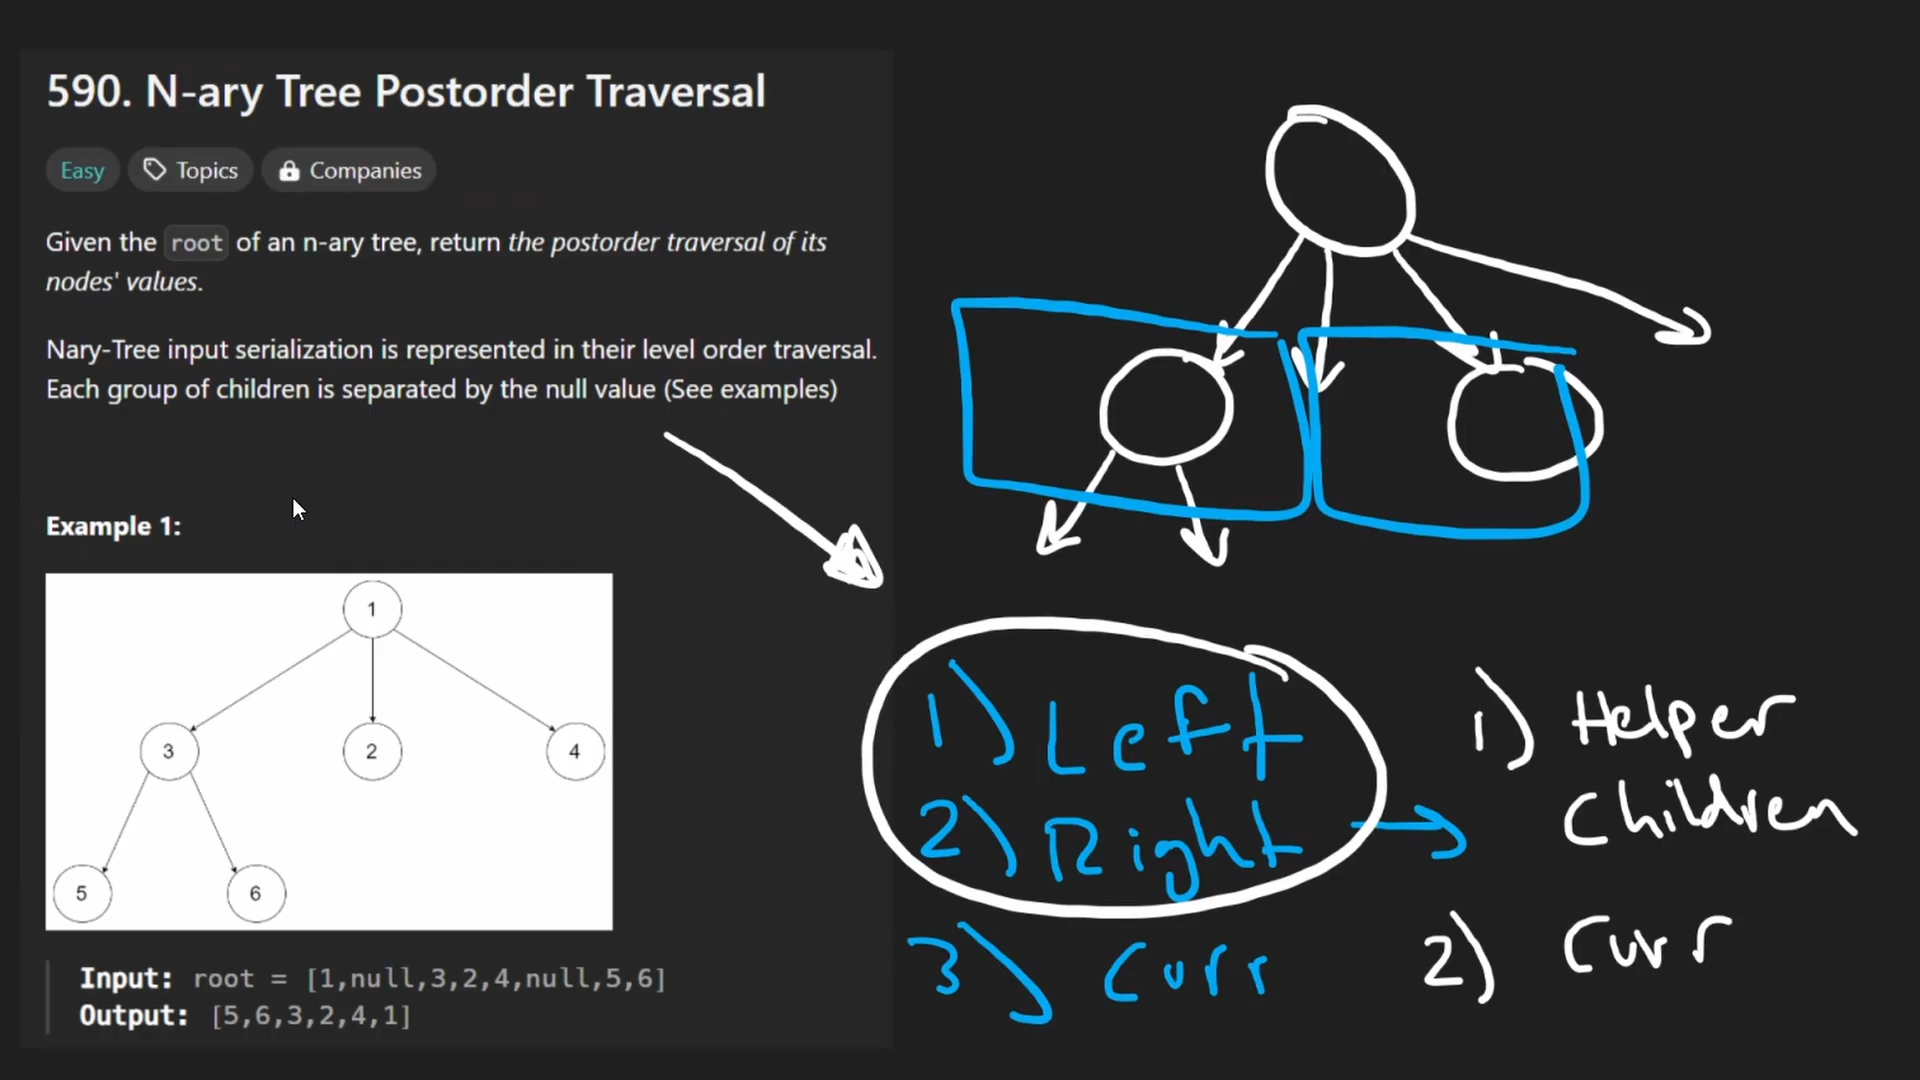 590. N-ary Tree Postorder Traversal
Easy Topics Companies
Given the root of an n-ary tree, return the postorder traversal of its
nodes' values.
Nary-Tree input serialization is represented in their level order traversal.
Each group of children is separated by the null value (See examples)
Example 1:
1
3 2 4
5 6
Input: root = [1,null,3,2,4,null,5,6]
Output: [5,6,3,2,4,1]
1) Left
2) Right
3) Curr
1) Helper
Children
2) Curr